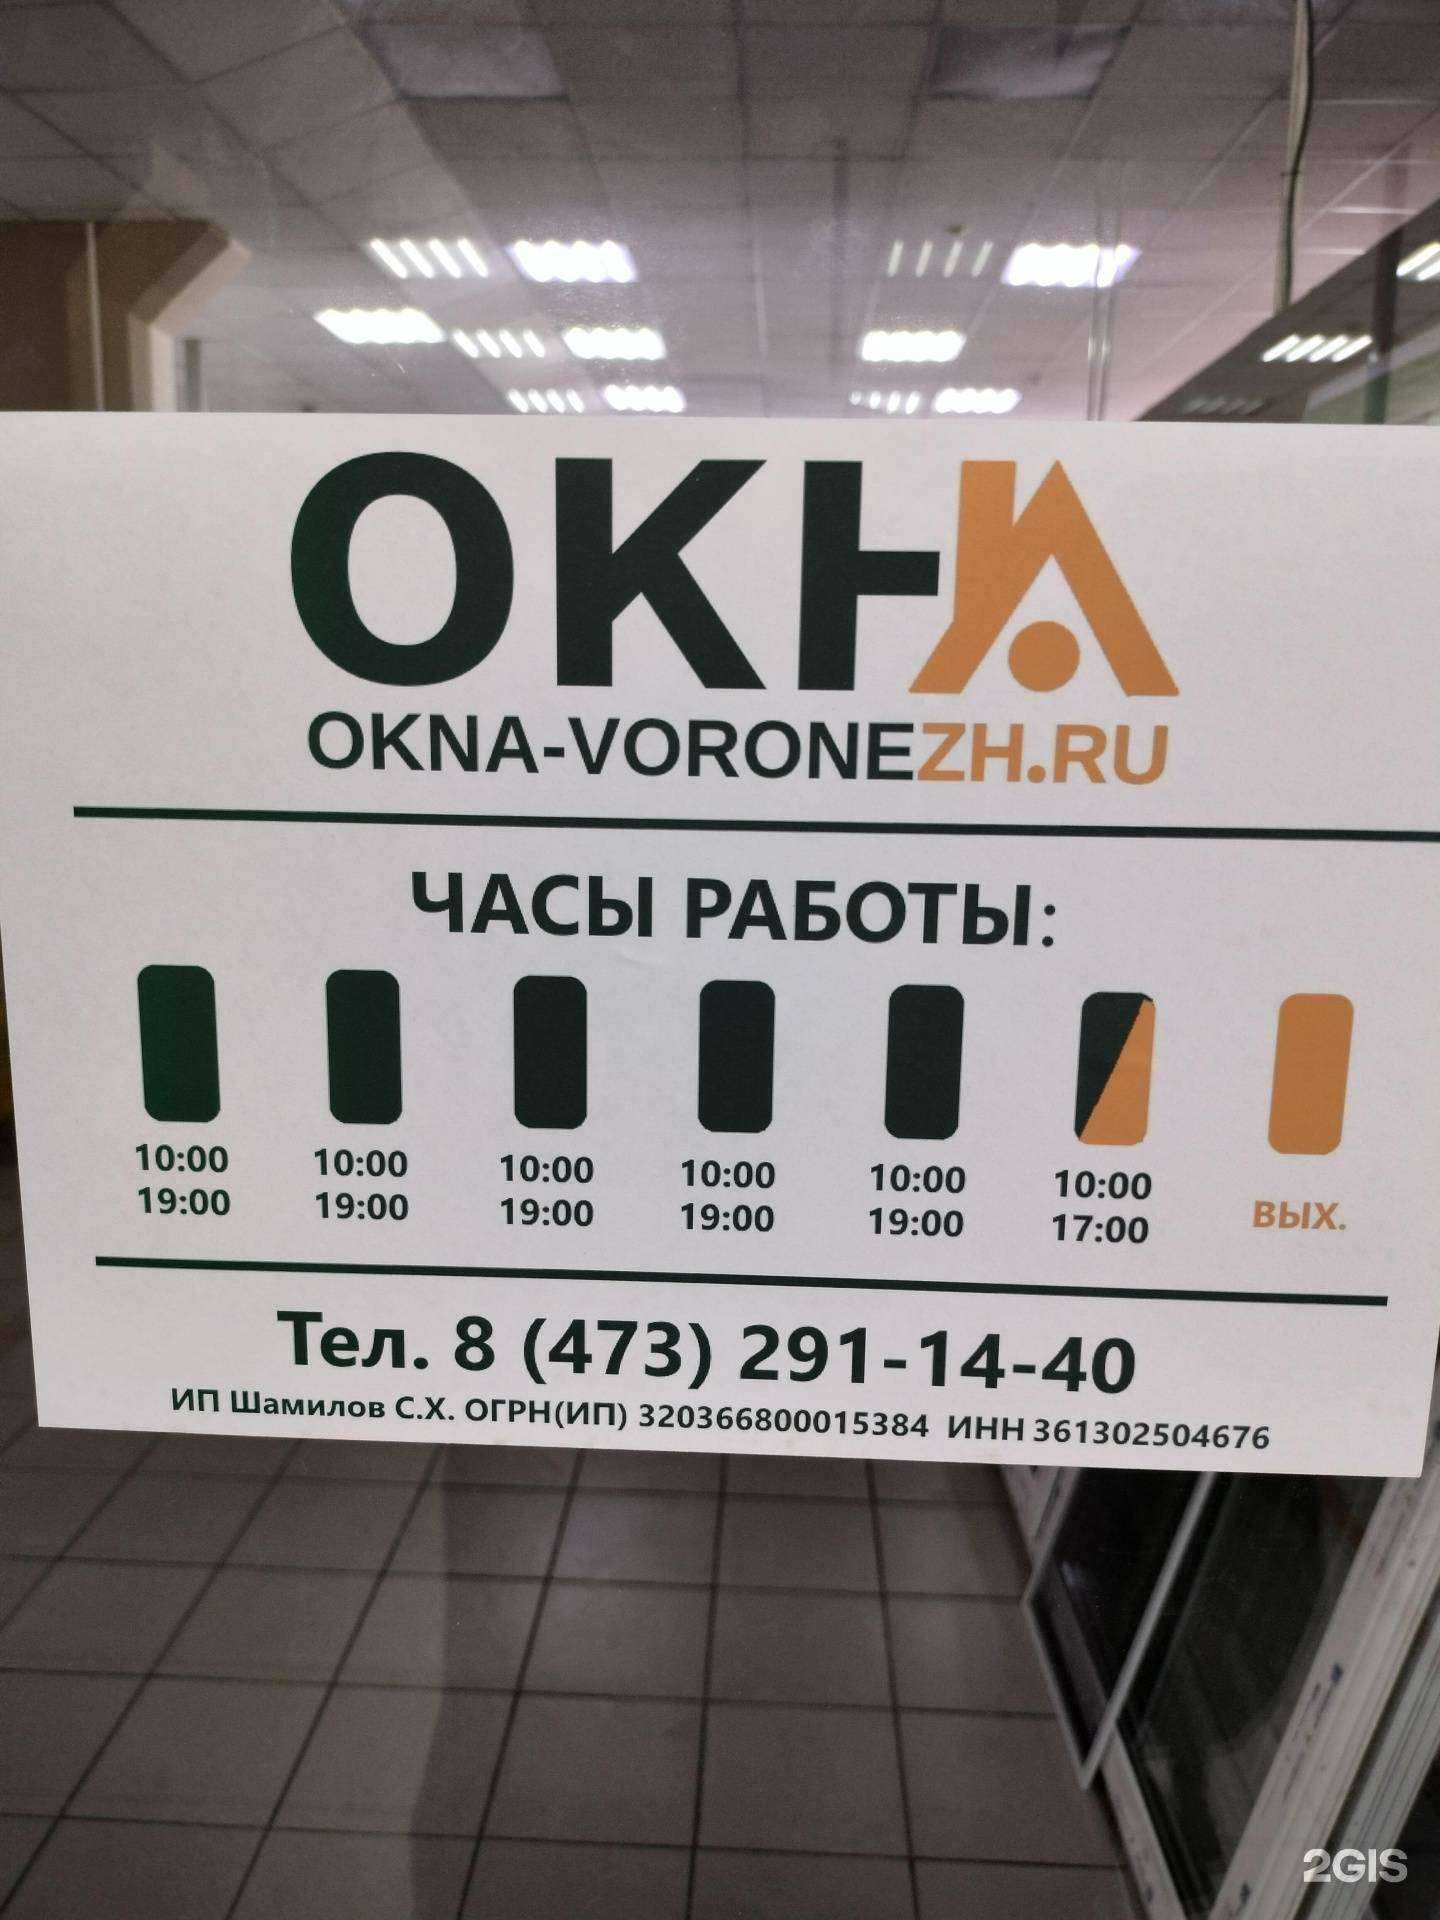 ОКНА
OKNA-VORONEZH.RU
ЧАСЫ РАБОТЫ:
10:00 10:00 10:00 10:00 10:00 10:00
19:00 19:00 19:00 19:00 19:00 17:00 ВЫХ.
Тел. 8 (473) 291-14-40
ИП Шамилов С.Х. ОГРН(ИП) 320366800015384 ИНН 361302504676
2GIS